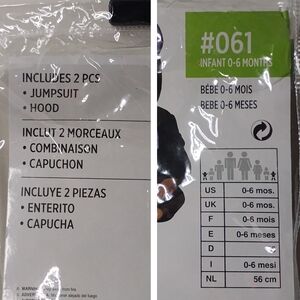 INCLUDES 2 PCS
• JUMPSUIT
• HOOD
INCLUT 2 MORCEAUX
• COMBINAISON
• CAPUCHON
INCLUYE 2 PIEZAS
• ENTERITO
• CAPUCHA
#061
INFANT 0-6 MONTHS
BÉBÉ 0-6 MOIS
BEBE 0-6 MESES
US 0-6 mos.
UK 0-6 mos.
F 0-6 mois
E 0-6 meses
D
I 0-6 mesi
NL 56 cm